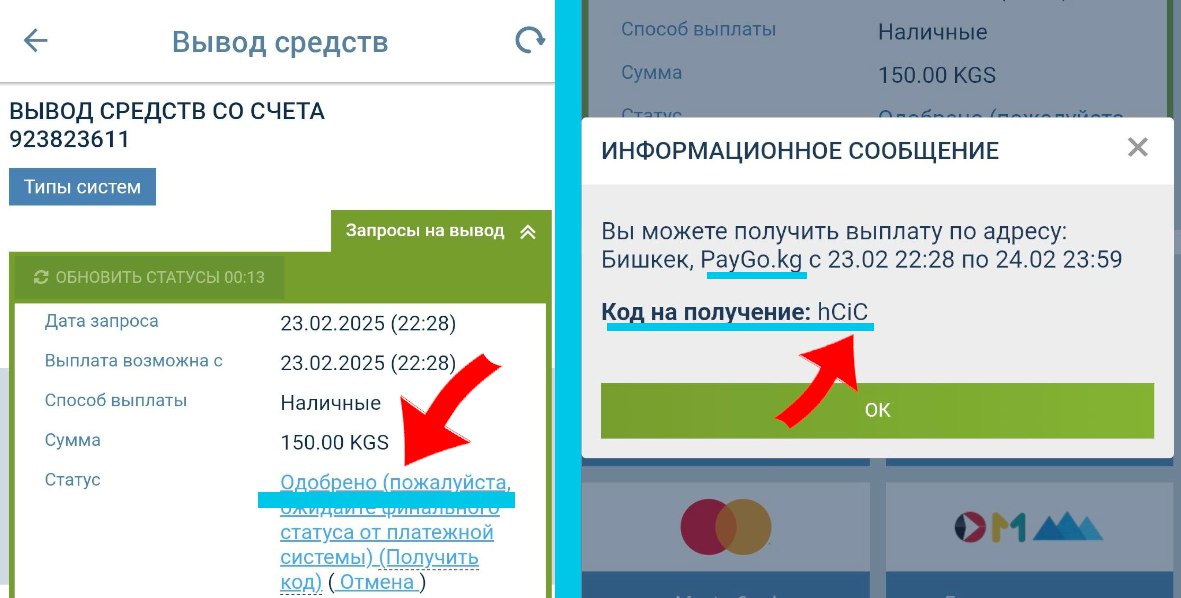 Вывод средств
ВЫВОД СРЕДСТВ СО СЧЕТА
923823611
Типы систем
Запросы на вывод
ОБНОВИТЬ СТАТУСЫ 00:13
Дата запроса 23.02.2025 (22:28)
Выплата возможна с 23.02.2025 (22:28)
Способ выплаты Наличные
Сумма 150.00 KGS
Статус Одобрено (пожалуйста,
ожидайте финального
статуса от платежной
системы) (Получить
код) ( Отмена )
Способ выплаты Наличные
Сумма 150.00 KGS
Статус Одобрено (пожалуйста
ИНФОРМАЦИОННОЕ СООБЩЕНИЕ
Вы можете получить выплату по адресу:
Бишкек, PayGo.kg с 23.02 22:28 по 24.02 23:59
Код на получение: hCiC
ОК